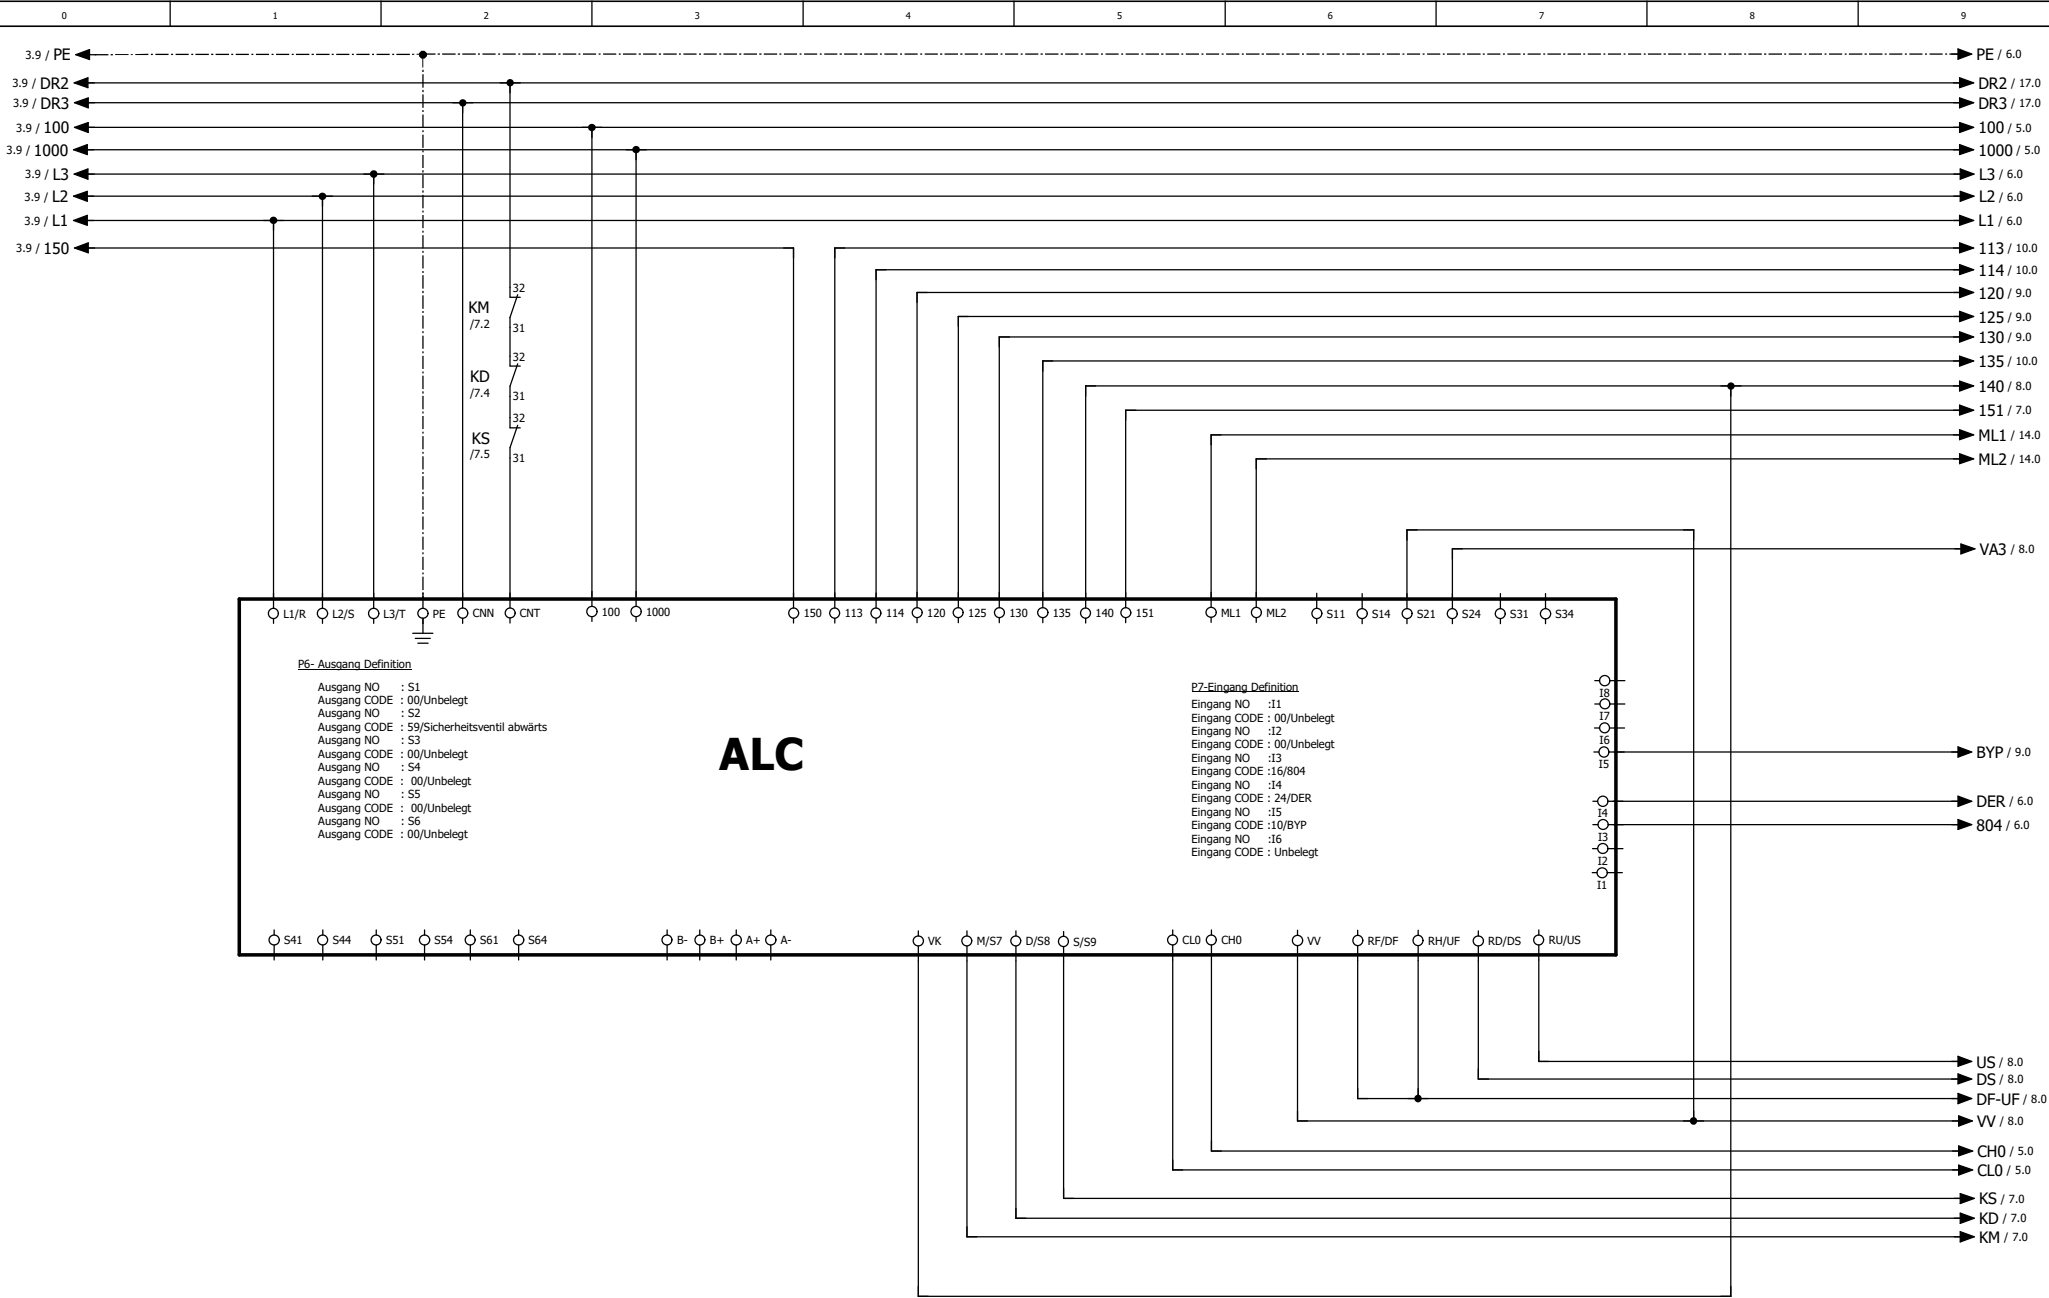 0 1 2 3 4 5 6 7 8 9
3.9 / PE PE / 6.0
3.9 / DR2 DR2 / 17.0
3.9 / DR3 DR3 / 17.0
3.9 / 100 100 / 5.0
3.9 / 1000 1000 / 5.0
3.9 / L3 L3 / 6.0
3.9 / L2 L2 / 6.0
3.9 / L1 L1 / 6.0
3.9 / 150 113 / 10.0
114 / 10.0
32 120 / 9.0
KM
/7.2 31 125 / 9.0
130 / 9.0
32 135 / 10.0
KD
/7.4 31 140 / 8.0
32 151 / 7.0
KS ML1 / 14.0
/7.5 31 ML2 / 14.0
VA3 / 8.0
L1/R L2/S L3/T PE CNN CNT 100 1000 150 113 114 120 125 130 135 140 151 ML1 ML2 S11 S14 S21 S24 S31 S34
P6- Ausgang Definition
Ausgang NO : S1
Ausgang CODE : 00/Unbelegt
Ausgang NO : S2
Ausgang CODE : 59/Sicherheitsventil abwärts
Ausgang NO : S3
Ausgang CODE : 00/Unbelegt
Ausgang NO : S4
Ausgang CODE : 00/Unbelegt
Ausgang NO : S5
Ausgang CODE : 00/Unbelegt
Ausgang NO : S6
Ausgang CODE : 00/Unbelegt
ALC
P7-Eingang Definition
Eingang NO :I1
Eingang CODE : 00/Unbelegt
Eingang NO :I2
Eingang CODE : 00/Unbelegt
Eingang NO :I3
Eingang CODE :16/804
Eingang NO :I4
Eingang CODE : 24/DER
Eingang NO :I5
Eingang CODE :10/BYP
Eingang NO :I6
Eingang CODE : Unbelegt
I8
I7
I6
I5 BYP / 9.0
I4 DER / 6.0
I3 804 / 6.0
I2
I1
S41 S44 S51 S54 S61 S64 B- B+ A+ A- VK M/S7 D/S8 S/S9 CL0 CH0 VV RF/DF RH/UF RD/DS RU/US
US / 8.0
DS / 8.0
DF-UF / 8.0
VV / 8.0
CH0 / 5.0
CL0 / 5.0
KS / 7.0
KD / 7.0
KM / 7.0